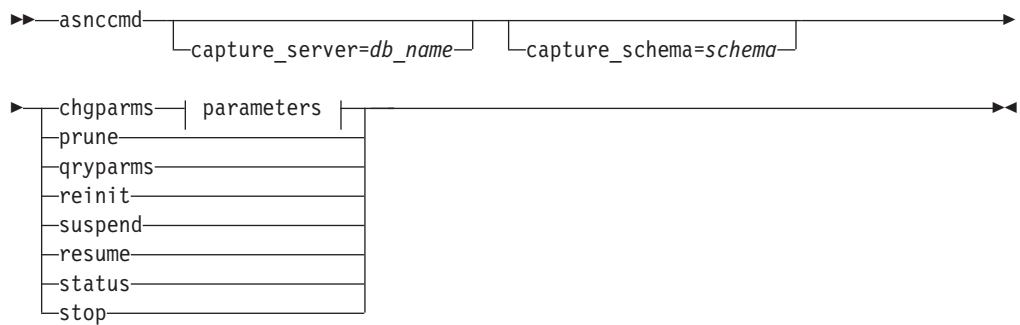 asnccmd
capture_server=db_name capture_schema=schema
chgparms parameters
prune
qryparms
reinit
suspend
resume
status
stop